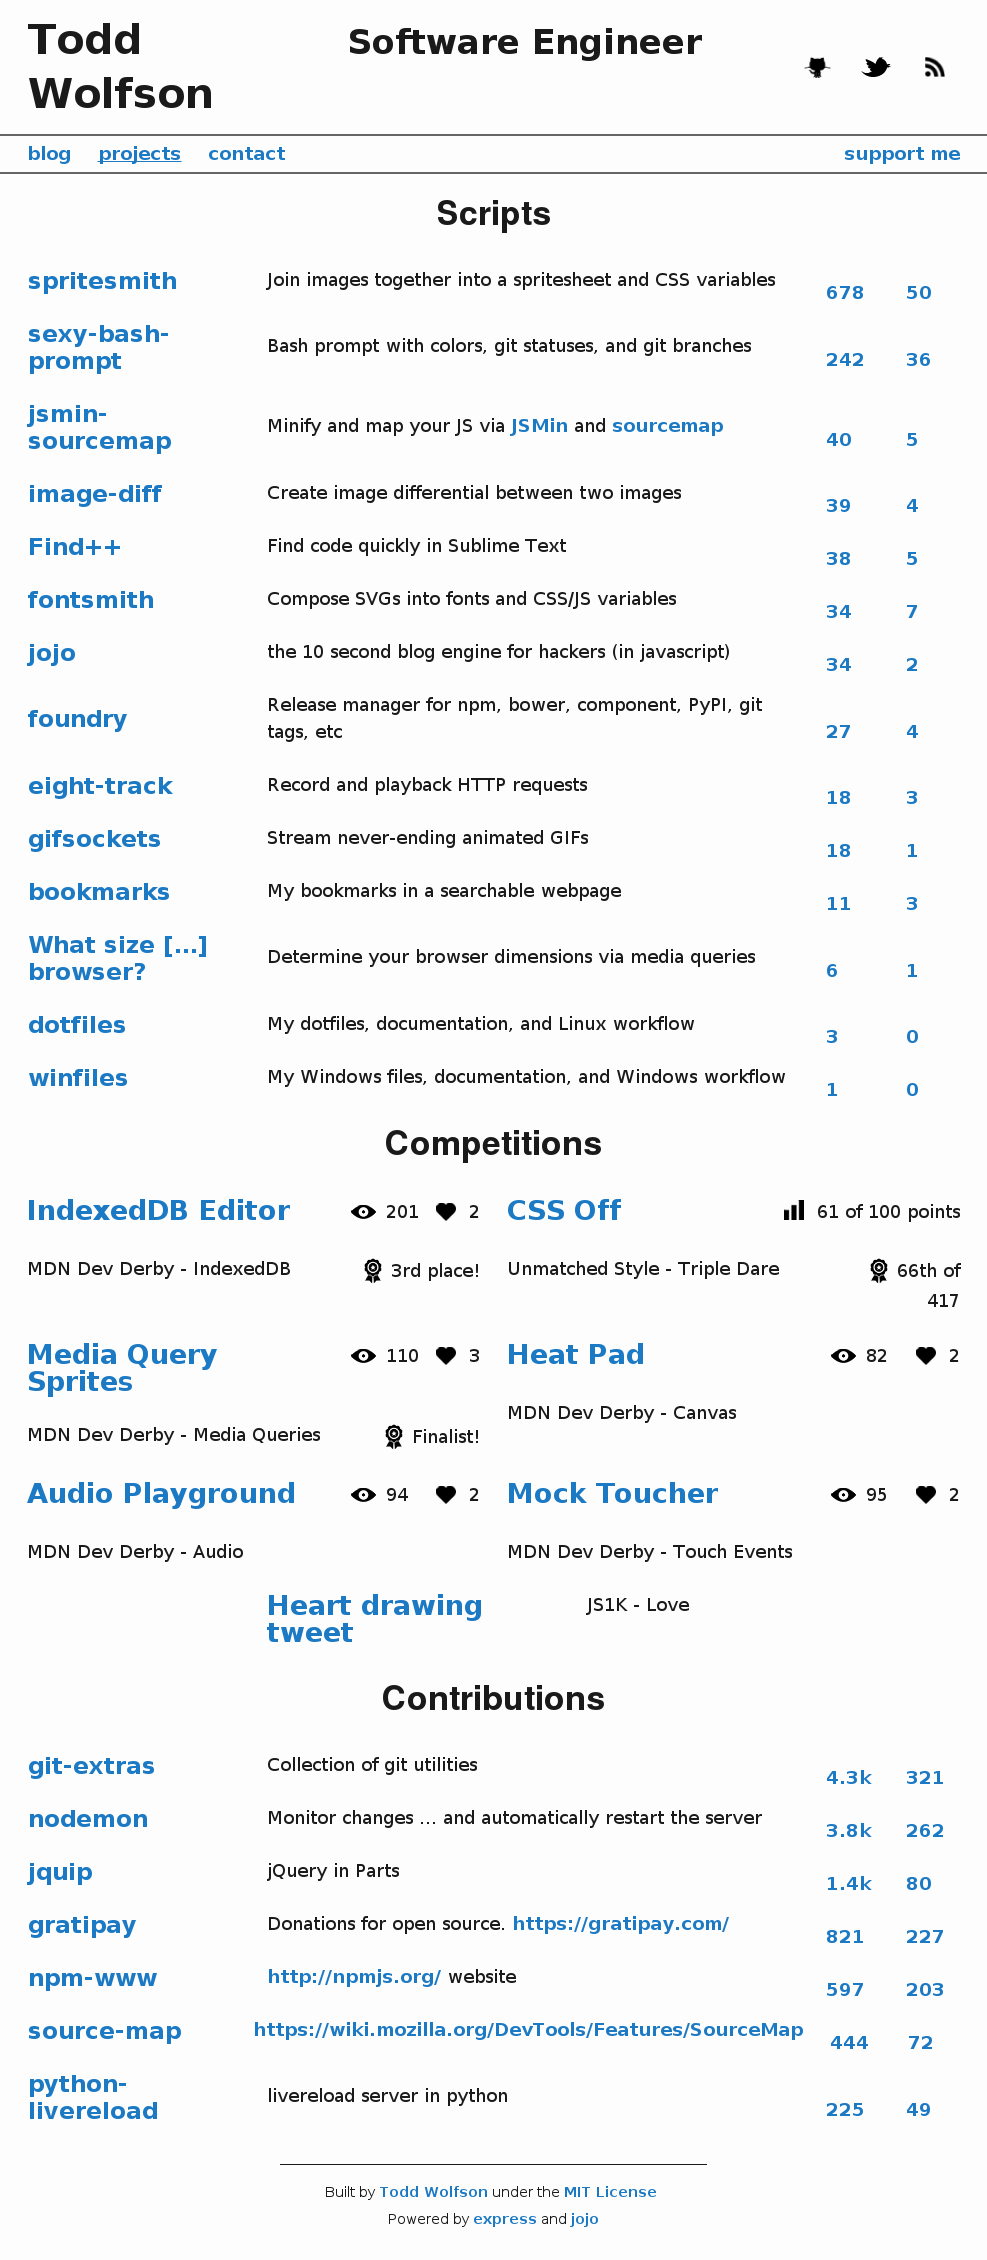 Todd
Wolfson
Software Engineer
blog projects contact support me
Scripts
spritesmith Join images together into a spritesheet and CSS variables 678 50
sexy-bash-
prompt
Bash prompt with colors, git statuses, and git branches 242 36
jsmin-
sourcemap
Minify and map your JS via JSMin and sourcemap 40 5
image-diff Create image differential between two images 39 4
Find++ Find code quickly in Sublime Text 38 5
fontsmith Compose SVGs into fonts and CSS/JS variables 34 7
jojo the 10 second blog engine for hackers (in javascript) 34 2
foundry
Release manager for npm, bower, component, PyPI, git
tags, etc
27 4
eight-track Record and playback HTTP requests 18 3
gifsockets Stream never-ending animated GIFs 18 1
bookmarks My bookmarks in a searchable webpage 11 3
What size [...]
browser?
Determine your browser dimensions via media queries 6 1
dotfiles My dotfiles, documentation, and Linux workflow 3 0
winfiles My Windows files, documentation, and Windows workflow 1 0
Competitions
IndexedDB Editor 201 2
MDN Dev Derby - IndexedDB 3rd place!
CSS Off 61 of 100 points
Unmatched Style - Triple Dare 66th of
417
Media Query
Sprites
110 3
MDN Dev Derby - Media Queries Finalist!
Heat Pad 82 2
MDN Dev Derby - Canvas
Audio Playground 94 2
MDN Dev Derby - Audio
Mock Toucher 95 2
MDN Dev Derby - Touch Events
Heart drawing
tweet
JS1K - Love
Contributions
git-extras Collection of git utilities 4.3k 321
nodemon Monitor changes ... and automatically restart the server 3.8k 262
jquip jQuery in Parts 1.4k 80
gratipay Donations for open source. https://gratipay.com/ 821 227
npm-www http://npmjs.org/ website 597 203
source-map https://wiki.mozilla.org/DevTools/Features/SourceMap 444 72
python-
livereload
livereload server in python 225 49
Built by Todd Wolfson under the MIT License
Powered by express and jojo